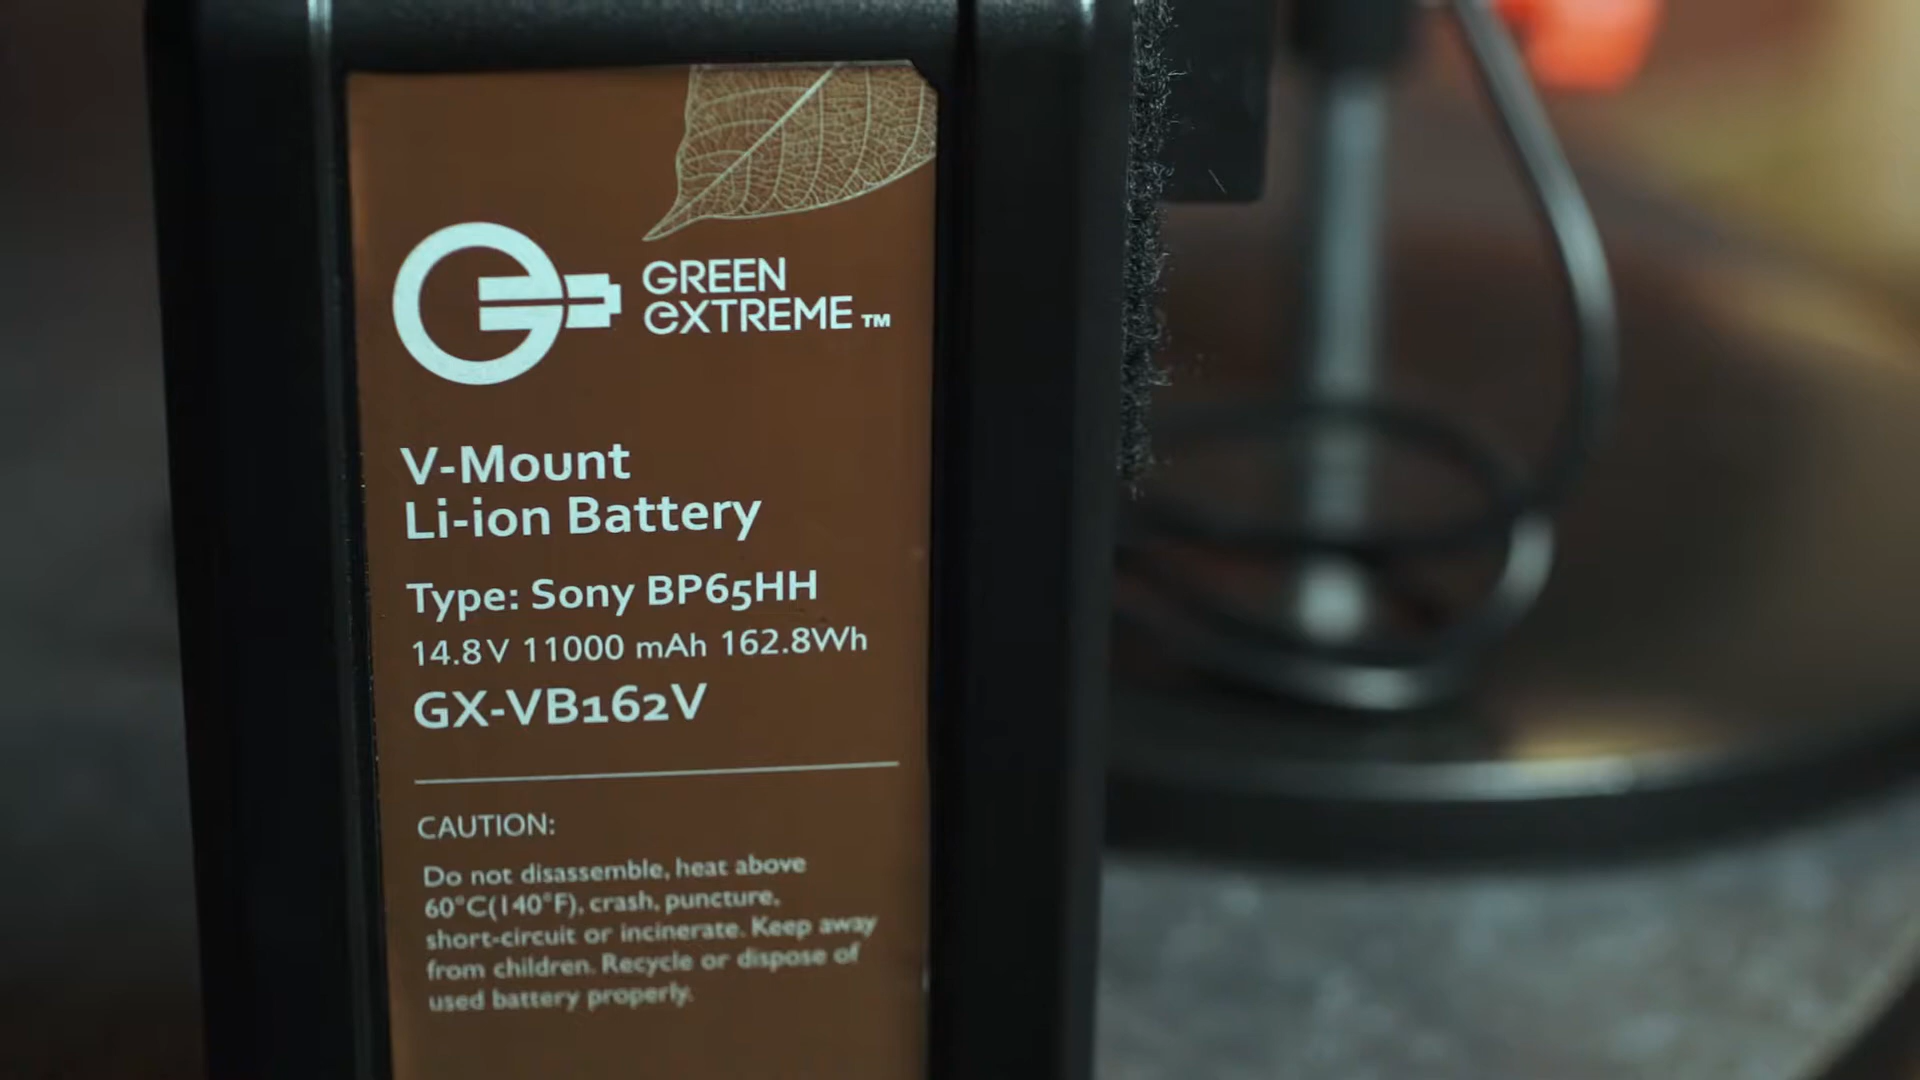 GREEN
eXTREME™
V-Mount
Li-ion Battery
Type: Sony BP65HH
14.8V 11000 mAh 162.8Wh
GX-VB162V
CAUTION:
Do not disassemble, heat above
60°C(140°F), crash, puncture,
short-circuit or incinerate. Keep away
from children. Recycle or dispose of
used battery properly.